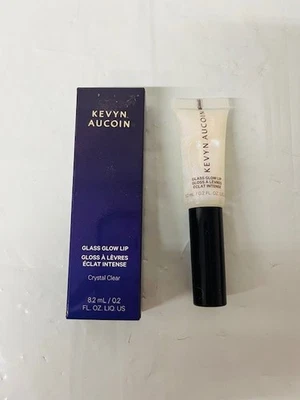 KEVYN
AUCOIN
GLASS GLOW LIP
GLOSS À LÈVRES
ÉCLAT INTENSE
Crystal Clear
8.2 mL / 0.2
FL. OZ. LIQ. US
KEVYN AUCOIN
GLASS GLOW LIP
GLOSS À LÈVRES
ÉCLAT INTENSE